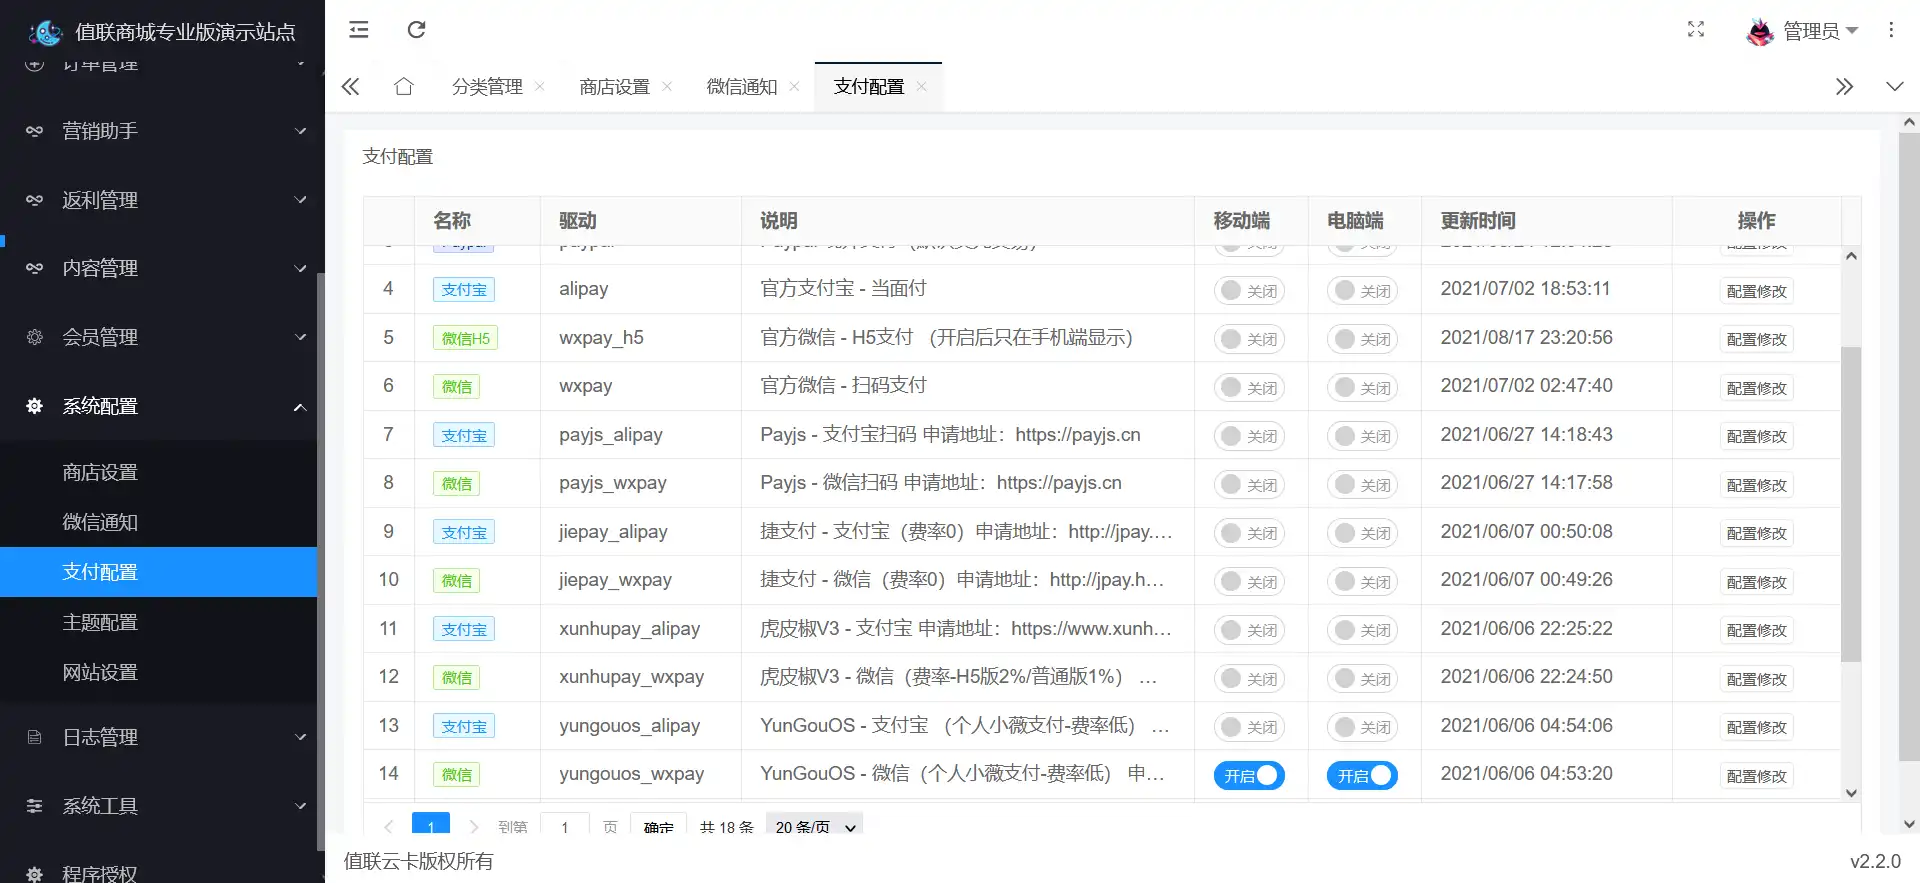 值联商城专业版演示站点
订单管理
营销助手
返利管理
内容管理
会员管理
系统配置
商店设置
微信通知
支付配置
主题配置
网站设置
日志管理
系统工具
程序授权
管理员
分类管理
商店设置
微信通知
支付配置
支付配置
名称 驱动 说明 移动端 电脑端 更新时间 操作
4 支付宝 alipay 官方支付宝 - 当面付 关闭 关闭 2021/07/02 18:53:11 配置修改
5 微信H5 wxpay_h5 官方微信 - H5支付 （开启后只在手机端显示） 关闭 关闭 2021/08/17 23:20:56 配置修改
6 微信 wxpay 官方微信 - 扫码支付 关闭 关闭 2021/07/02 02:47:40 配置修改
7 支付宝 payjs_alipay Payjs - 支付宝扫码 申请地址：https://payjs.cn 关闭 关闭 2021/06/27 14:18:43 配置修改
8 微信 payjs_wxpay Payjs - 微信扫码 申请地址：https://payjs.cn 关闭 关闭 2021/06/27 14:17:58 配置修改
9 支付宝 jiepay_alipay 捷支付 - 支付宝（费率0）申请地址：http://jpay.… 关闭 关闭 2021/06/07 00:50:08 配置修改
10 微信 jiepay_wxpay 捷支付 - 微信（费率0）申请地址：http://jpay.h… 关闭 关闭 2021/06/07 00:49:26 配置修改
11 支付宝 xunhupay_alipay 虎皮椒V3 - 支付宝 申请地址：https://www.xunh… 关闭 关闭 2021/06/06 22:25:22 配置修改
12 微信 xunhupay_wxpay 虎皮椒V3 - 微信（费率-H5版2%/普通版1%） … 关闭 关闭 2021/06/06 22:24:50 配置修改
13 支付宝 yungouos_alipay YunGouOS - 支付宝 （个人小薇支付-费率低） … 关闭 关闭 2021/06/06 04:54:06 配置修改
14 微信 yungouos_wxpay YunGouOS - 微信（个人小薇支付-费率低） 申… 开启 开启 2021/06/06 04:53:20 配置修改
1 到第 1 页 确定 共 18 条 20 条/页
值联云卡版权所有
v2.2.0